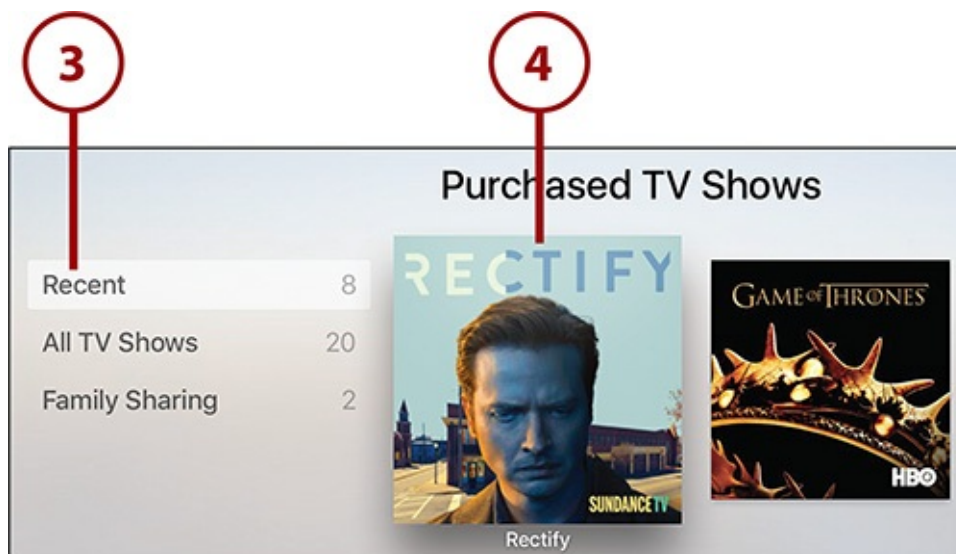 3
4
Purchased TV Shows
Recent 8
All TV Shows 20
Family Sharing 2
RECTIFY
SUNDANCETV
Rectify
GAME OF THRONES
HBO